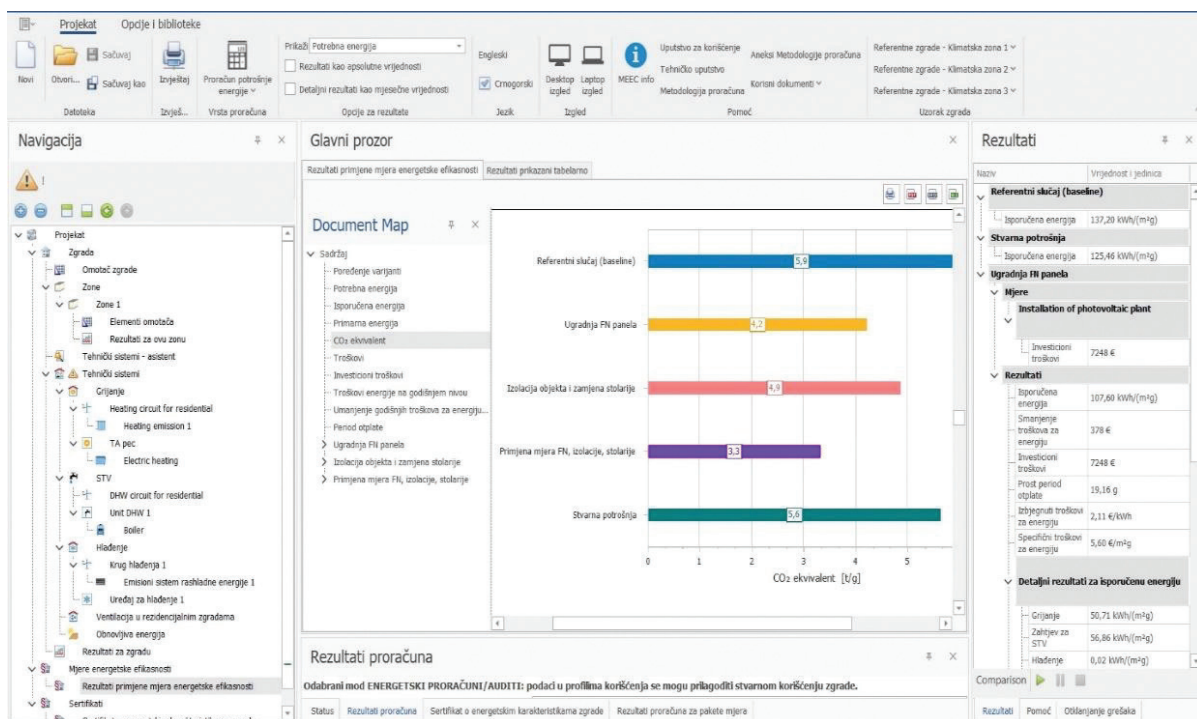 Projekat
Opcije I biblioteke
Novi
Otvori...
Sačuvaj
Sačuvaj kao
Datoteka
Izvještaj
Izvješ...
Proračun potrošnje
energije
Vrsta proračuna
Prikaži Potrebna energija
Rezultati kao apsolutne vrijednosti
Detaljni rezultati kao mjesečne vrijednosti
Opcije za rezultate
Engleski
Crnogorski
Jezik
Desktop
izgled
Laptop
izgled
Izgled
MEEC info
Uputstvo za korišćenje
Tehničko uputstvo
Metodologija proračuna
Aneksi Metodologije proračuna
Korisni dokumenti
Pomoć
Referentne zgrade - Klimatska zona 1
Referentne zgrade - Klimatska zona 2
Referentne zgrade - Klimatska zona 3
Uzorak zgrada
Navigacija
!
Projekat
Zgrada
Omotač zgrade
Zone
Zone 1
Elementi omotača
Rezultati za ovu zonu
Tehnički sistemi - asistent
Tehnički sistemi
Grijanje
Heating circuit for residential
Heating emission 1
TA pec
Electric heating
STV
DHW circuit for residential
Unit DHW 1
Boiler
Hlađenje
Krug hlađenja 1
Emisioni sistem rashladne energije 1
Uređaj za hlađenje 1
Ventilacija u rezidencijalnim zgradama
Obnovljiva energija
Rezultati za zgradu
Mjere energetske efikasnosti
Rezultati primjene mjera energetske efikasnosti
Sertifikati
Glavni prozor
Rezultati primjene mjera energetske efikasnosti
Rezultati prikazani tabelarno
Document Map
Sadržaj
Poređenje varijanti
Potrebna energija
Isporučena energija
Primarna energija
CO₂ ekvivalent
Troškovi
Investicioni troškovi
Troškovi energije na godišnjem nivou
Umanjenje godišnjih troškova za energiju...
Period otplate
Ugradnja FN panela
Izolacija objekta i zamjena stolarije
Primjena mjera FN, izolacije, stolarije
Referentni slučaj (baseline)
5,9
Ugradnja FN panela
4,2
Izolacija objekta i zamjena stolarije
4,9
Primjena mjera FN, izolacije, stolarije
3,3
Stvarna potrošnja
5,6
0 1 2 3 4 5
CO₂ ekvivalent [t/g]
Rezultati proračuna
Odabrani mod ENERGETSKI PRORAČUNI/AUDITI: podaci u profilima korišćenja se mogu prilagoditi stvarnom korišćenju zgrade.
Status
Rezultati proračuna
Sertifikat o energetskim karakteristikama zgrade
Rezultati proračuna za pakete mjera
Rezultati
Naziv
Vrijednost i jedinica
Referentni slučaj (baseline)
Isporučena energija 137,20 kWh/(m²g)
Stvarna potrošnja
Isporučena energija 125,46 kWh/(m²g)
Ugradnja FN panela
Mjere
Installation of photovoltaic plant
Investicioni
troškovi 7248 €
Rezultati
Isporučena
energija 107,60 kWh/(m²g)
Smanjenje
troškova za
energiju 378 €
Investicioni
troškovi 7248 €
Prost period
otplate 19,16 g
Izbjegnuti troškovi
za energiju 2,11 €/kWh
Specifični troškovi
za energiju 5,60 €/m²g
Detaljni rezultati za isporučenu energiju
Grijanje 50,71 kWh/(m²g)
Zahtjev za
STV 56,86 kWh/(m²g)
Hlađenje 0,02 kWh/(m²g)
Comparison
Rezultati
Pomoć
Otklanjanje grešaka